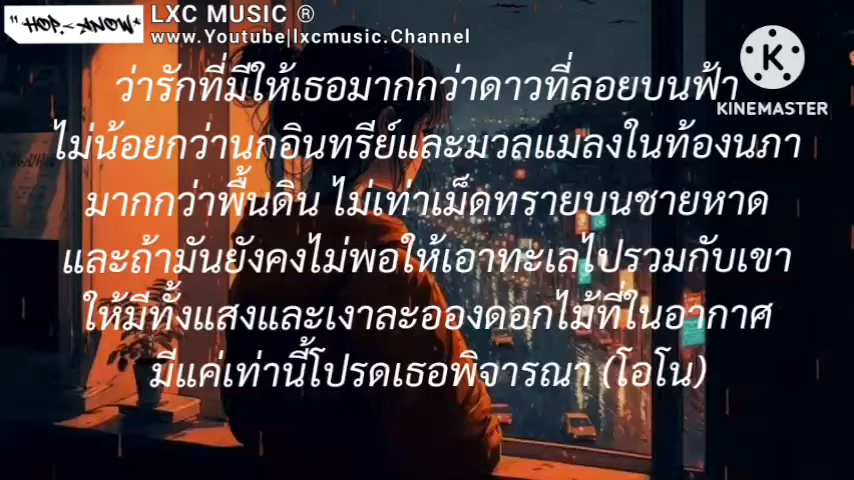 "HOP.<ANOW"
LXC MUSIC ®
www.Youtube|lxcmusic.Channel
KINEMASTER
ว่ารักที่มีให้เธอมากกว่าดาวที่ลอยบนฟ้า
ไม่น้อยกว่านกอินทรีย์และมวลแมลงในท้องนภา
มากกว่าพื้นดิน ไม่เท่าเม็ดทรายบนชายหาด
และถ้ามันยังคงไม่พอให้เอาทะเลไปรวมกับเขา
ให้มีทั้งแสงและเงาละอองดอกไม้ที่ในอากาศ
มีแค่เท่านี้โปรดเธอพิจารณา (โอโน)